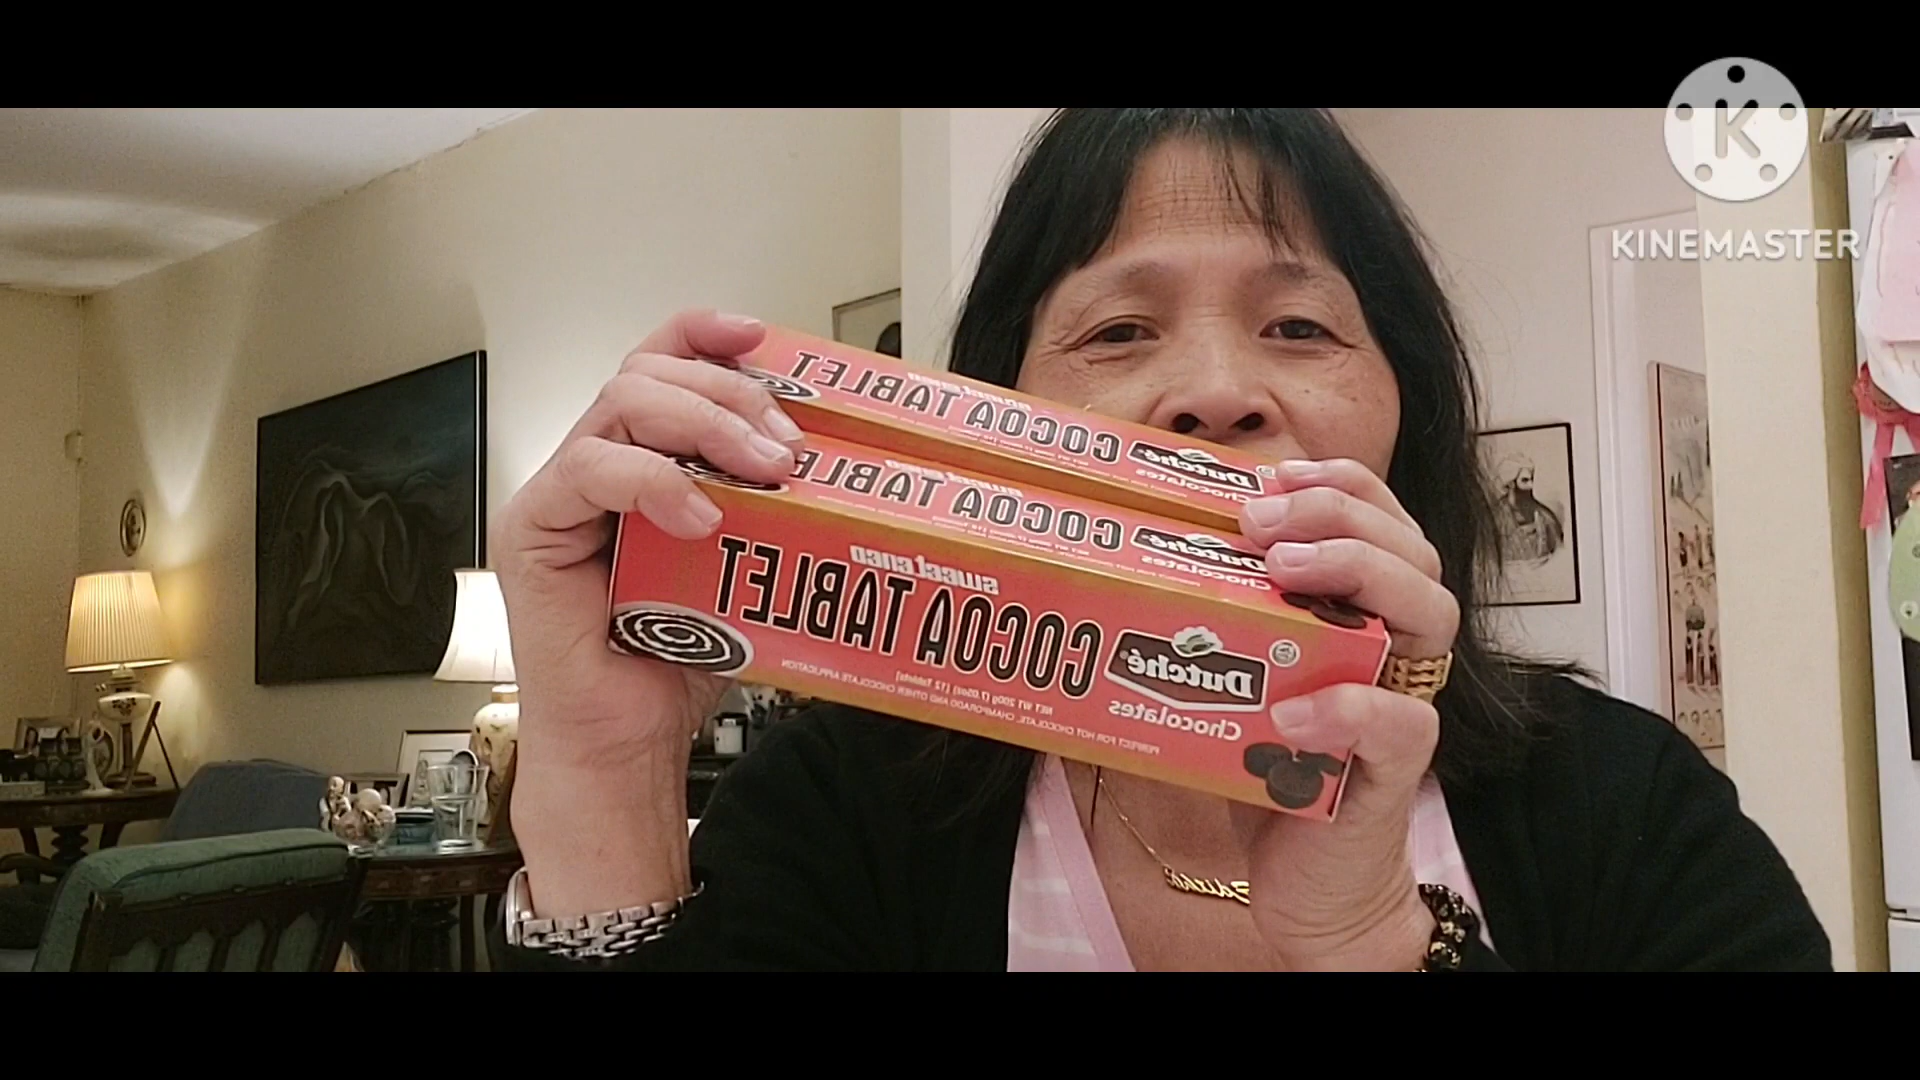 KINEMASTER
COCOA TABLET
sweetened
Dutché
Chocolates
COCOA TABLET
sweetened
Dutché
Chocolates
sweetened
COCOA TABLET
Dutché®
Chocolates
NET WT 200g (7.05oz) [12 Tablets]
PERFECT FOR HOT CHOCOLATE, CHAMPORADO AND OTHER CHOCOLATE APPLICATION